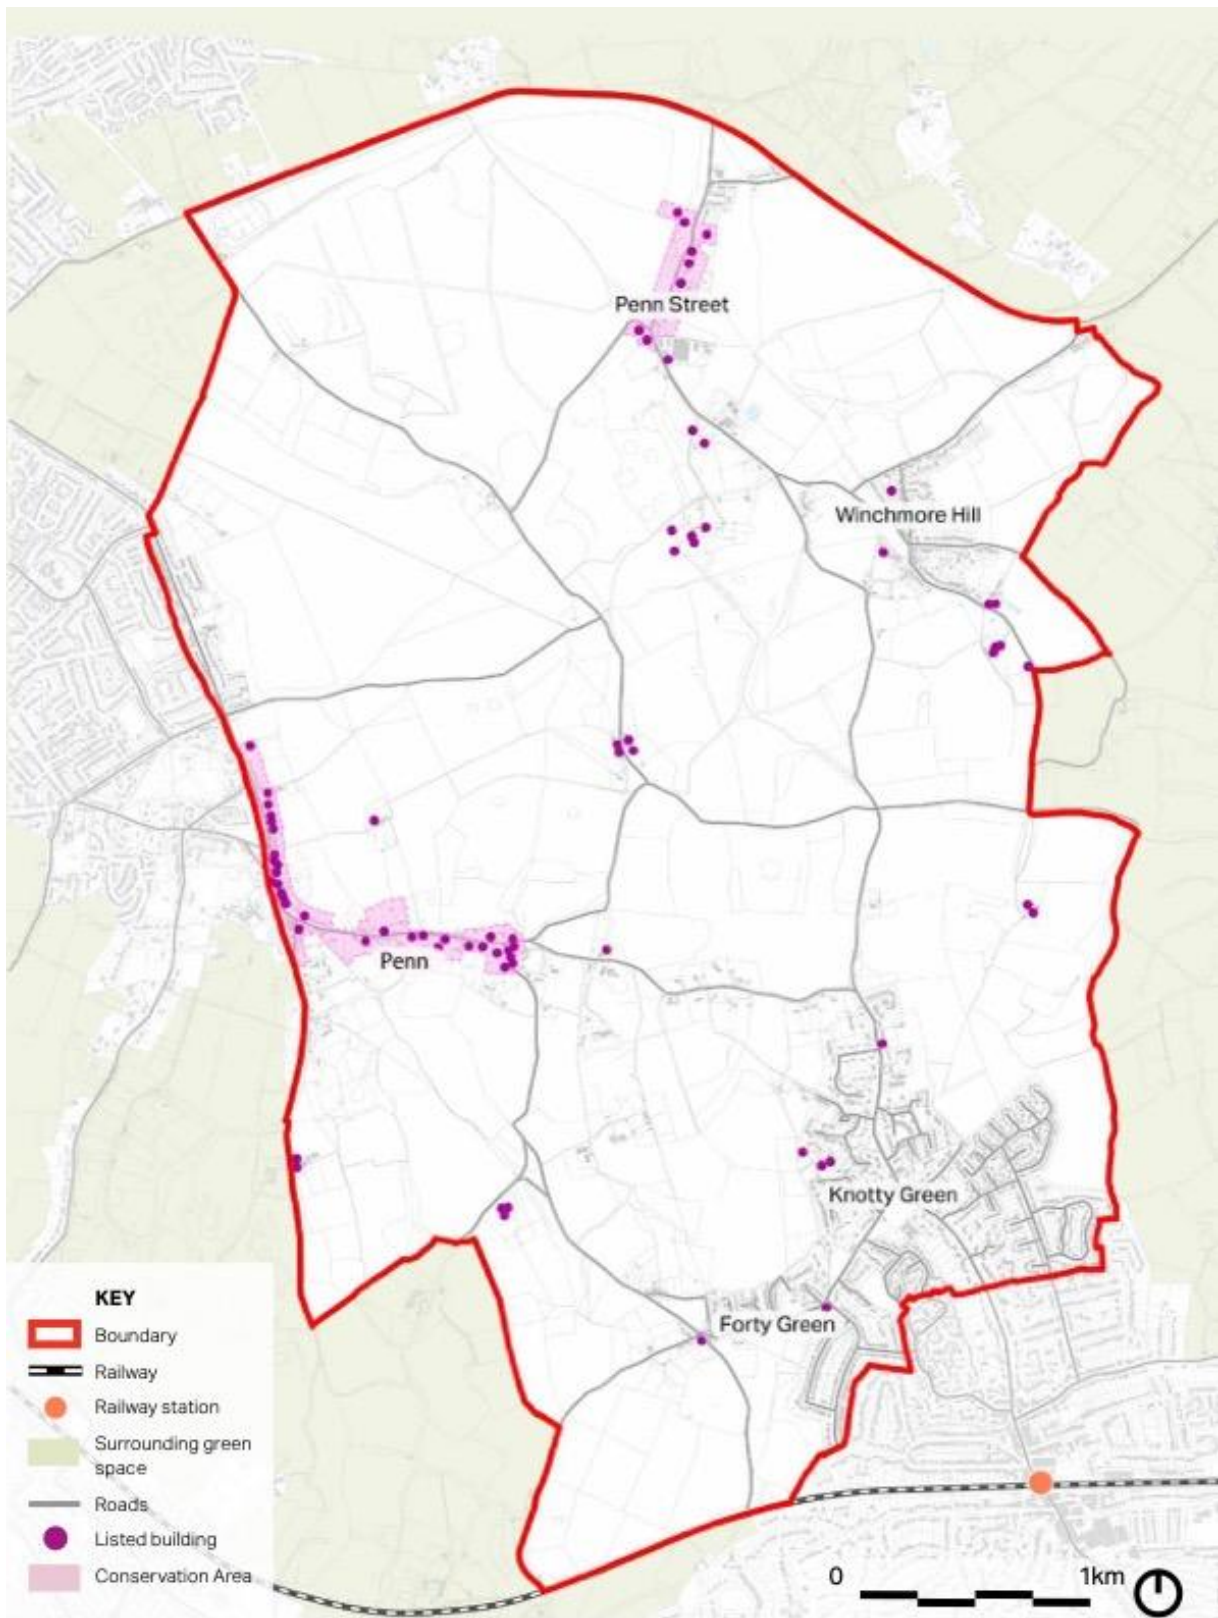 Penn Street
Winchmore Hill
Penn
Knotty Green
Forty Green
KEY
Boundary
Railway
Railway station
Surrounding green
space
Roads
Listed building
Conservation Area
0 1km